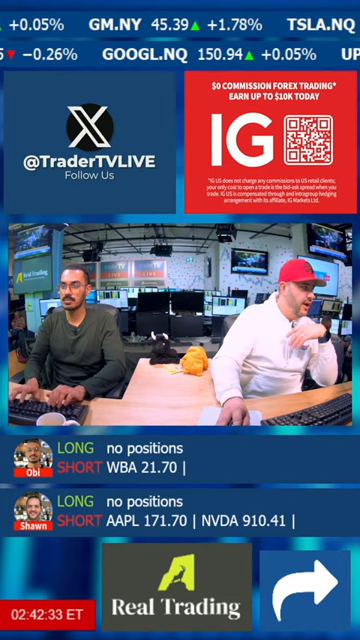 +0.05% GM.NY 45.39▲ +1.78% TSLA.NQ
5▼ −0.26% GOOGL.NQ 150.94▲ +0.05% UP
X
@TraderTVLIVE
Follow Us
$0 COMMISSION FOREX TRADING*
EARN UP TO $10K TODAY
IG
*IG US does not charge any commissions to US retail clients;
your only cost to open a trade is the bid-ask spread when you
trade. IG US is compensated through and intragroup hedging
arrangement with its affiliate, IG Markets Ltd.
Real Trading
LONG no positions
SHORT WBA 21.70 |
Obi
LONG no positions
SHORT AAPL 171.70 | NVDA 910.41 |
Shawn
Real Trading
02:42:33 ET